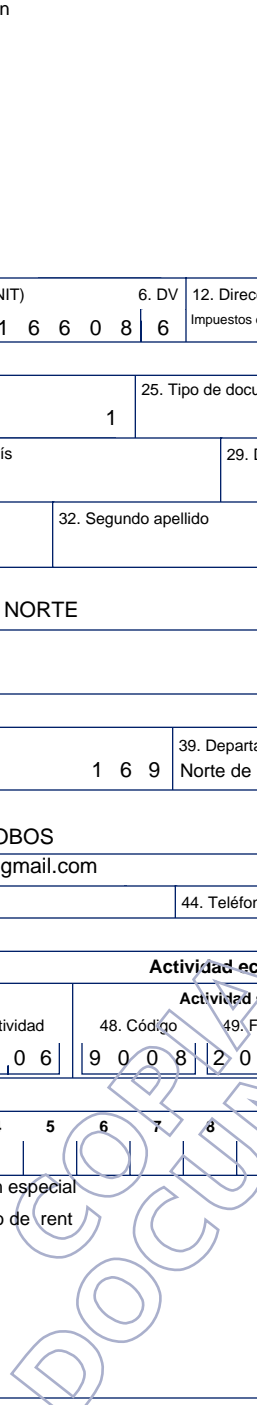 n
NIT) 6. DV 12. Direcc
1 6 6 0 8 6 Impuestos
1 25. Tipo de docu
ís 29. D
32. Segundo apellido
NORTE
39. Departa
1 6 9 Norte de
OBOS
gmail.com
44. Teléfon
Actividad ec
Actividad
tividad 48. Código 49. F
0 6 9 0 0 8 2 0
5 6 7 8
n especial
o de rent
COPIA
DOCUM